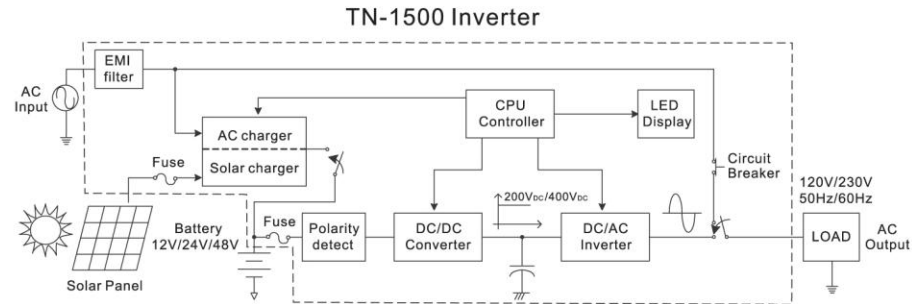 TN-1500 Inverter
EMI
filter
AC
Input
CPU
Controller
LED
Display
AC charger
Solar charger
Fuse
Circuit
Breaker
120V/230V
50Hz/60Hz
200VDC/400VDC
Battery
12V/24V/48V
Fuse
Polarity
detect
DC/DC
Converter
DC/AC
Inverter
LOAD
AC
Output
Solar Panel